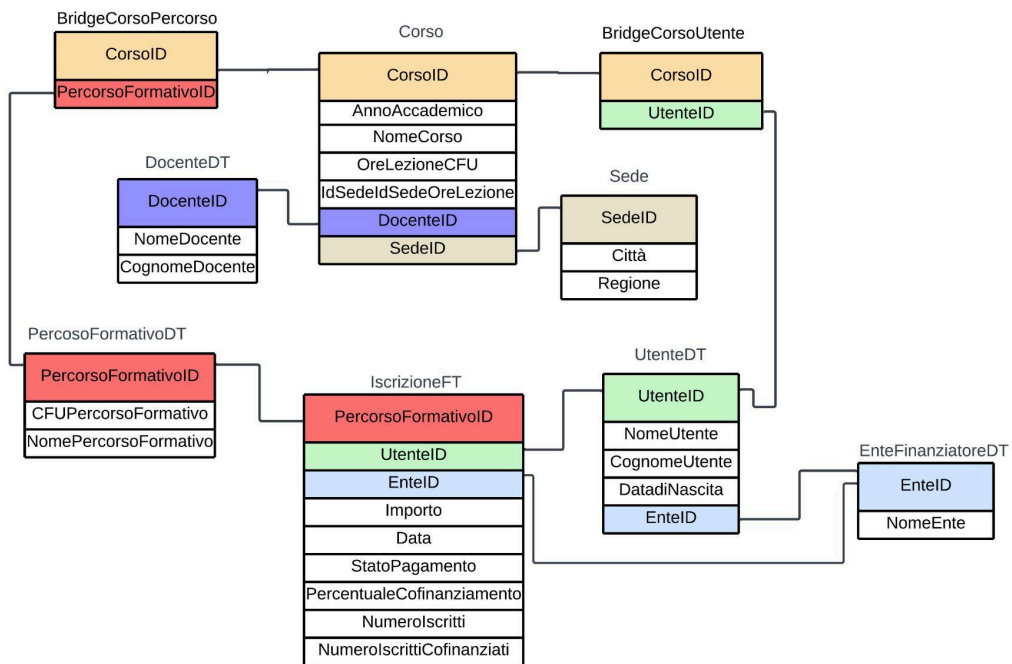 BridgeCorsoPercorso
CorsoID
PercorsoFormativoID
Corso
CorsoID
AnnoAccademico
NomeCorso
OreLezioneCFU
IdSedeIdSedeOreLezione
DocenteID
SedeID
BridgeCorsoUtente
CorsoID
UtenteID
DocenteDT
DocenteID
NomeDocente
CognomeDocente
Sede
SedeID
Città
Regione
PercosoFormativoDT
PercorsoFormativoID
CFUPercorsoFormativo
NomePercorsoFormativo
IscrizioneFT
PercorsoFormativoID
UtenteID
EnteID
Importo
Data
StatoPagamento
PercentualeCofinanziamento
NumeroIscritti
NumeroIscrittiCofinanziati
UtenteDT
UtenteID
NomeUtente
CognomeUtente
DatadiNascita
EnteID
EnteFinanziatoreDT
EnteID
NomeEnte